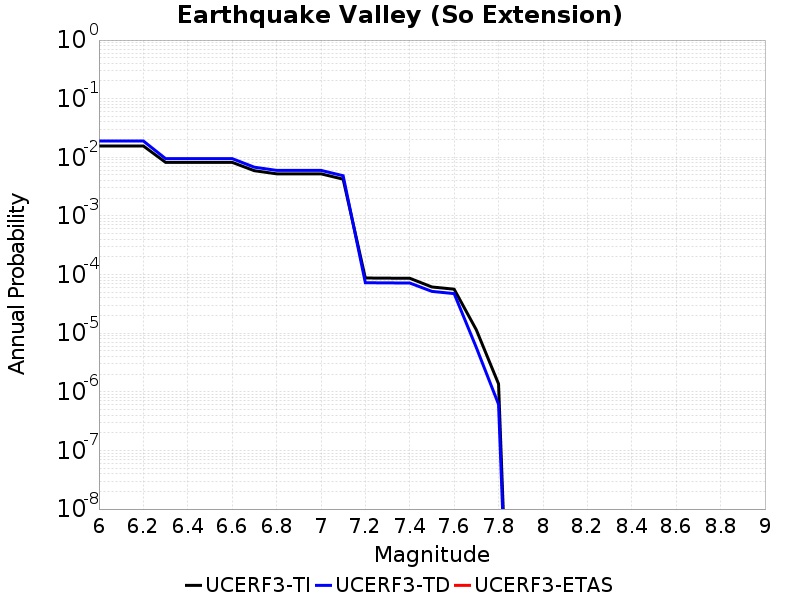 Earthquake Valley (So Extension)
10^0
10^-1
10^-2
10^-3
10^-4
10^-5
10^-6
10^-7
10^-8
Annual Probability
6 6.2 6.4 6.6 6.8 7 7.2 7.4 7.6 7.8 8 8.2 8.4 8.6 8.8 9
Magnitude
UCERF3-TI UCERF3-TD UCERF3-ETAS